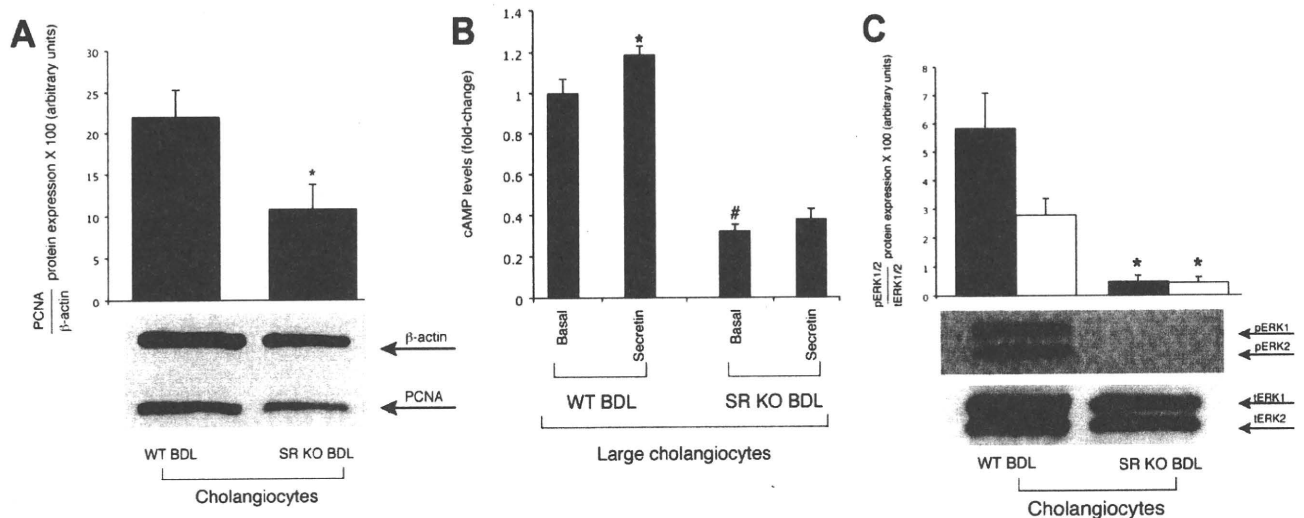 A
PCNA
β-actin
protein expression X 100 (arbitrary units)
30
25
20
15
10
5
0
*
β-actin
PCNA
WT BDL
SR KO BDL
Cholangiocytes
B
cAMP levels (fold-change)
1.4
1.2
1
0.8
0.6
0.4
0.2
0
*
#
Basal
Secretin
Basal
Secretin
WT BDL
SR KO BDL
Large cholangiocytes
C
pERK1/2
tERK1/2
protein expression X 100 (arbitrary units)
8
7
6
5
4
3
2
1
0
*
*
pERK1
pERK2
tERK1
tERK2
WT BDL
SR KO BDL
Cholangiocytes